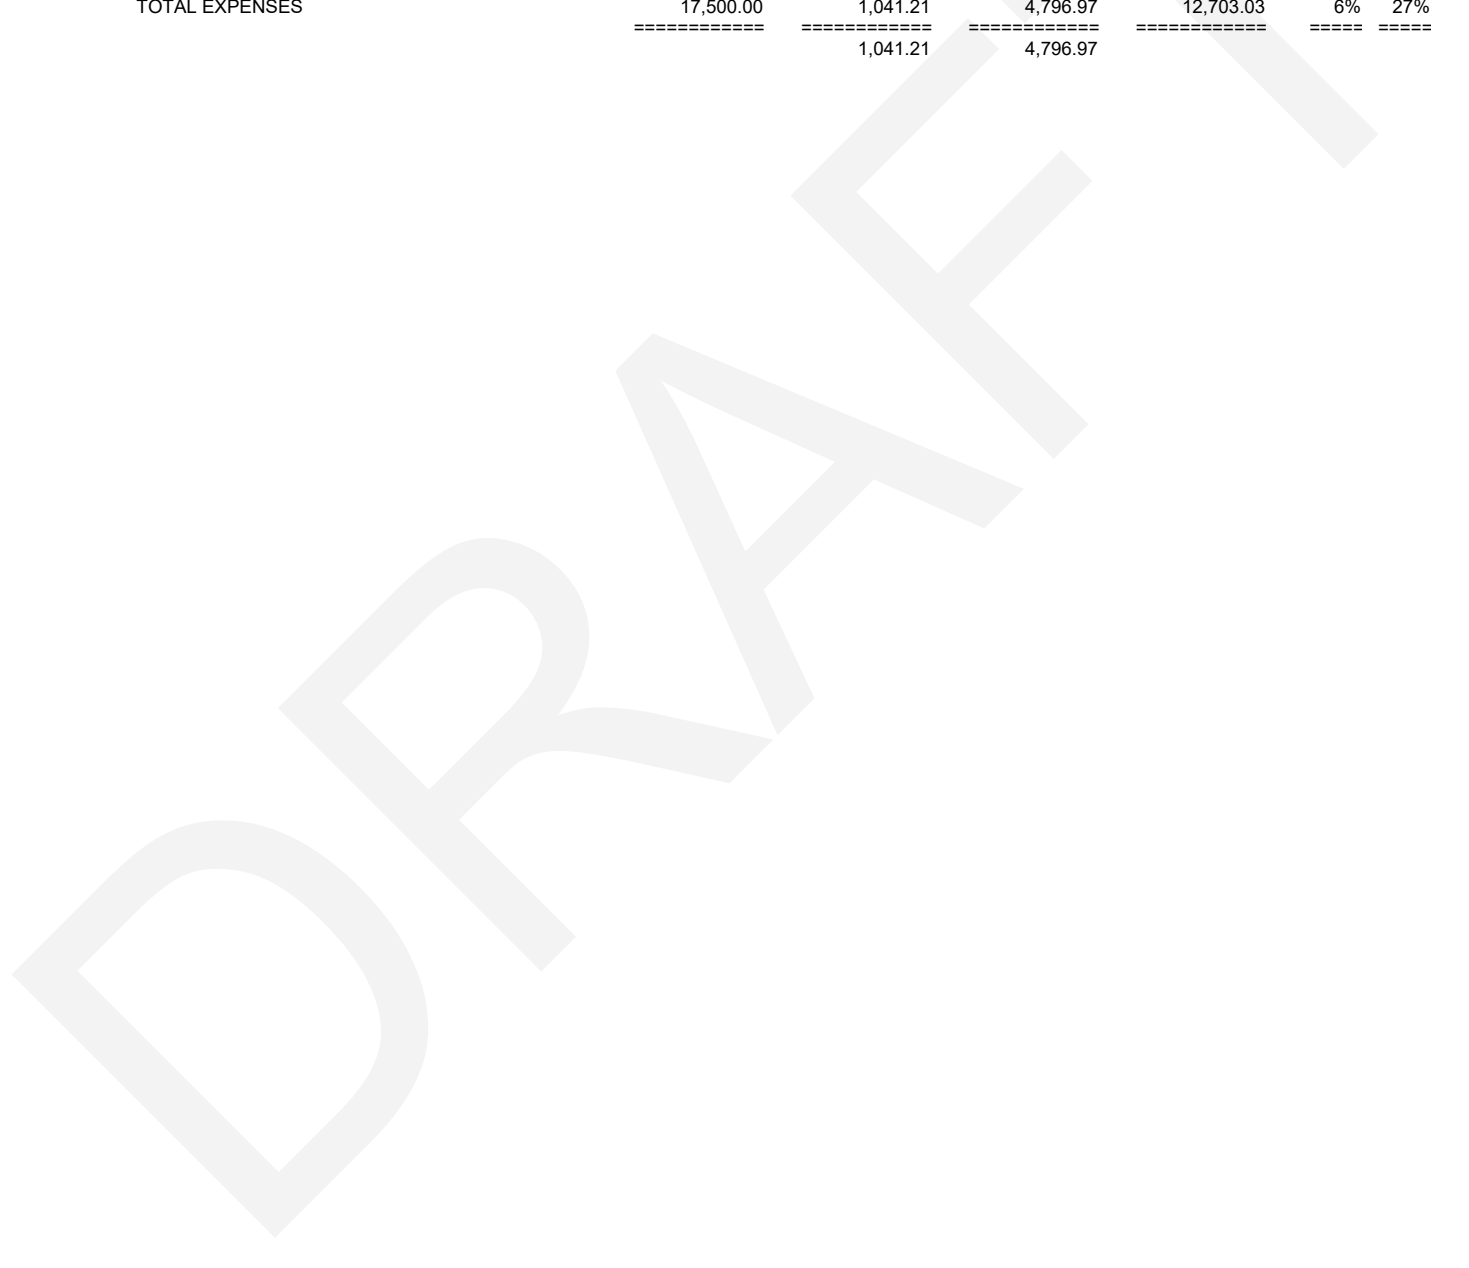 TOTAL EXPENSES 17,500.00 1,041.21 4,796.97 12,703.03 6% 27%
============ ============ ============ ============ ===== =====
1,041.21 4,796.97
DRAFT